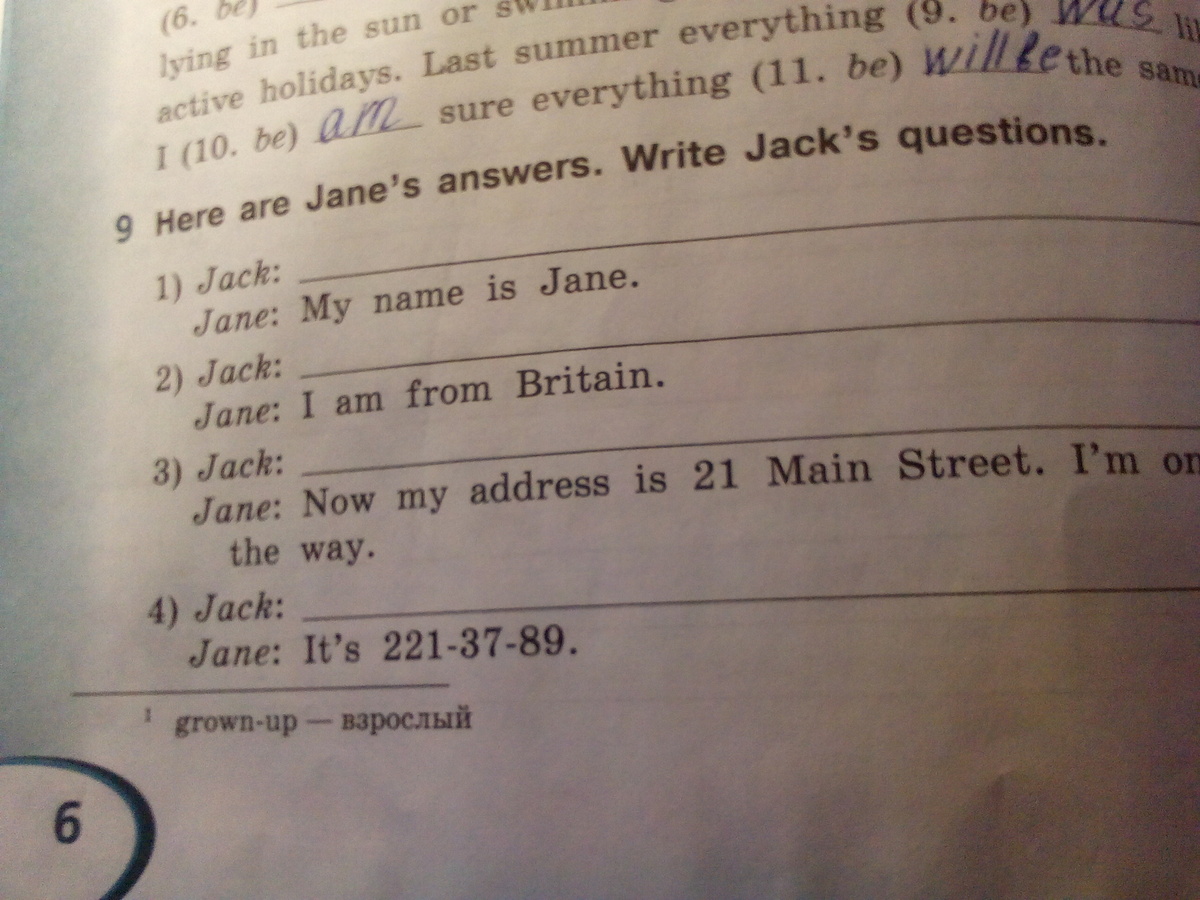 (6. be)
lying in the sun or
active holidays. Last summer everything (9. be) was
I (10. be) am sure everything (11. be) will be the
9 Here are Jane's answers. Write Jack's questions.
1) Jack:
Jane: My name is Jane.
2) Jack:
Jane: I am from Britain.
3) Jack:
Jane: Now my address is 21 Main Street. I'm on
the way.
4) Jack:
Jane: It's 221-37-89.
1 grown-up — взрослый
6